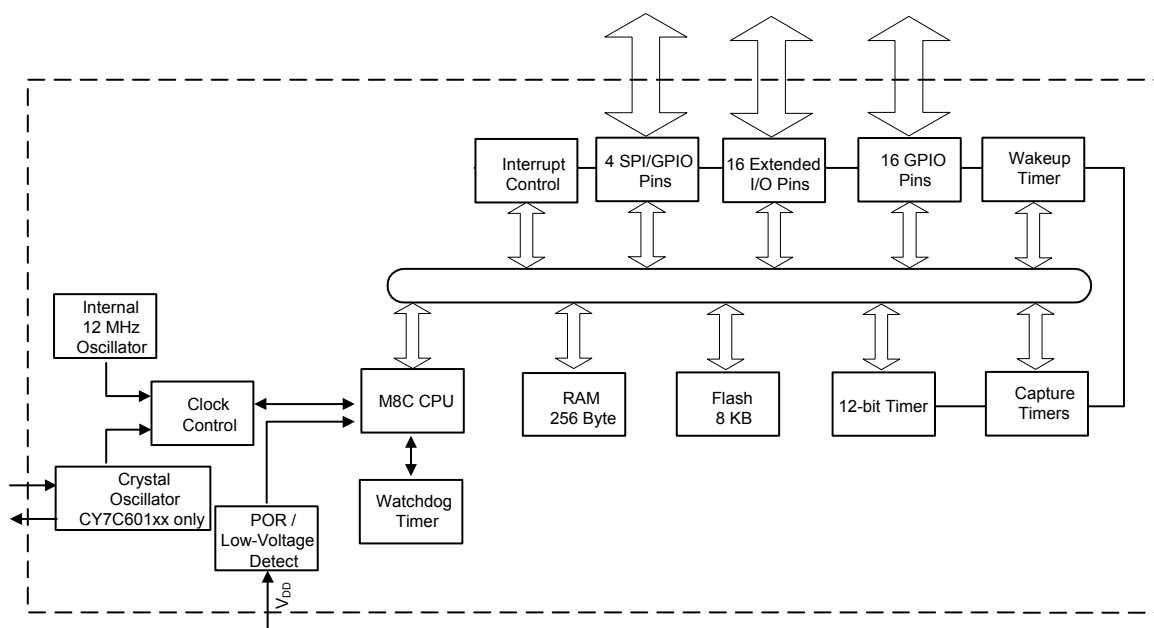 Interrupt
Control
4 SPI/GPIO
Pins
16 Extended
I/O Pins
16 GPIO
Pins
Wakeup
Timer
Internal
12 MHz
Oscillator
Clock
Control
M8C CPU
RAM
256 Byte
Flash
8 KB
12-bit Timer
Capture
Timers
Crystal
Oscillator
CY7C601xx only
POR /
Low-Voltage
Detect
Watchdog
Timer
VDD